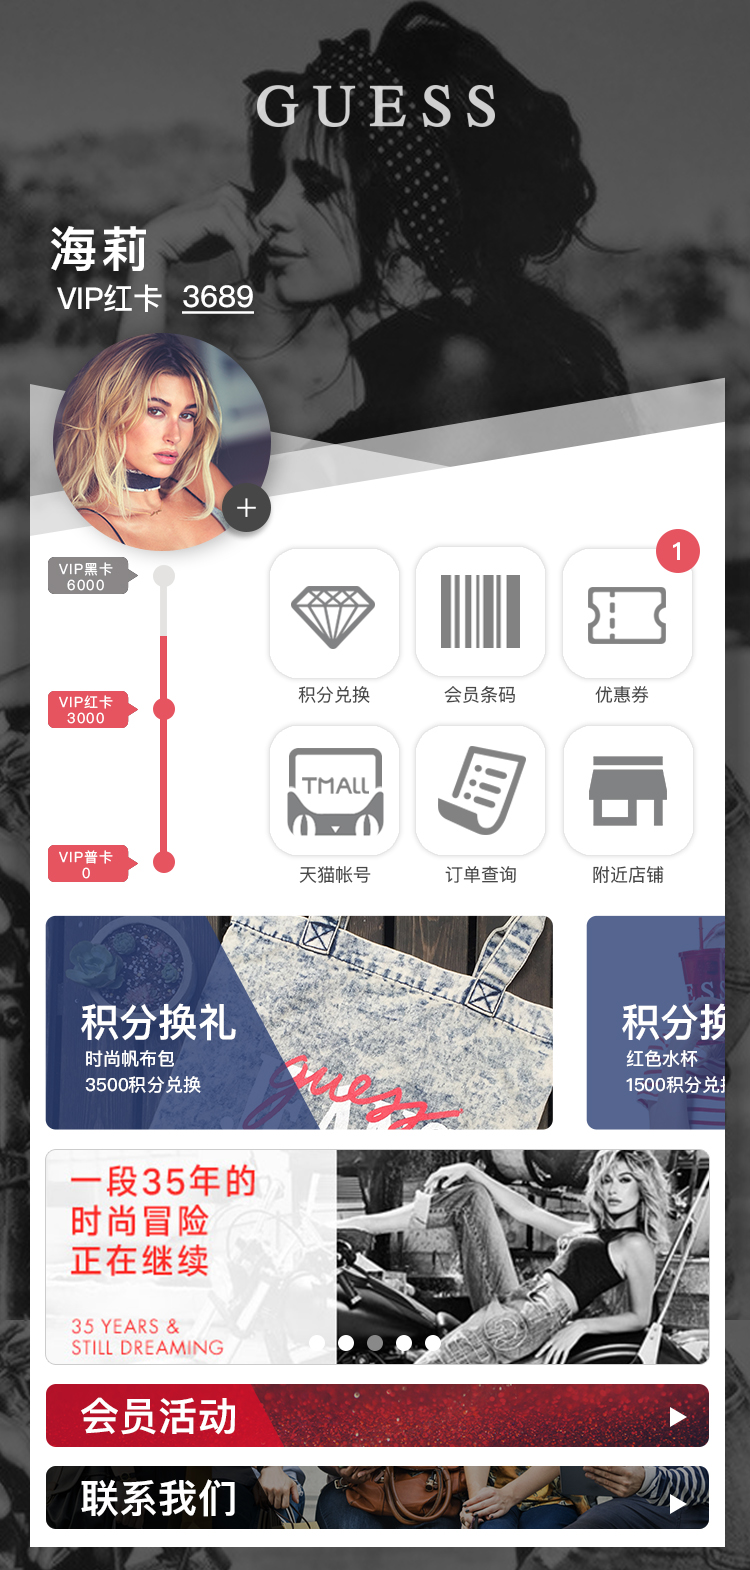 GUESS
海莉
VIP红卡 3689
1
VIP黑卡
6000
VIP红卡
3000
VIP普卡
0
积分兑换
会员条码
优惠券
TMALL
天猫帐号
订单查询
附近店铺
积分换礼
时尚帆布包
3500积分兑换
guess
积分换
红色水杯
1500积分兑
一段35年的
时尚冒险
正在继续
35 YEARS &
STILL DREAMING
会员活动
联系我们